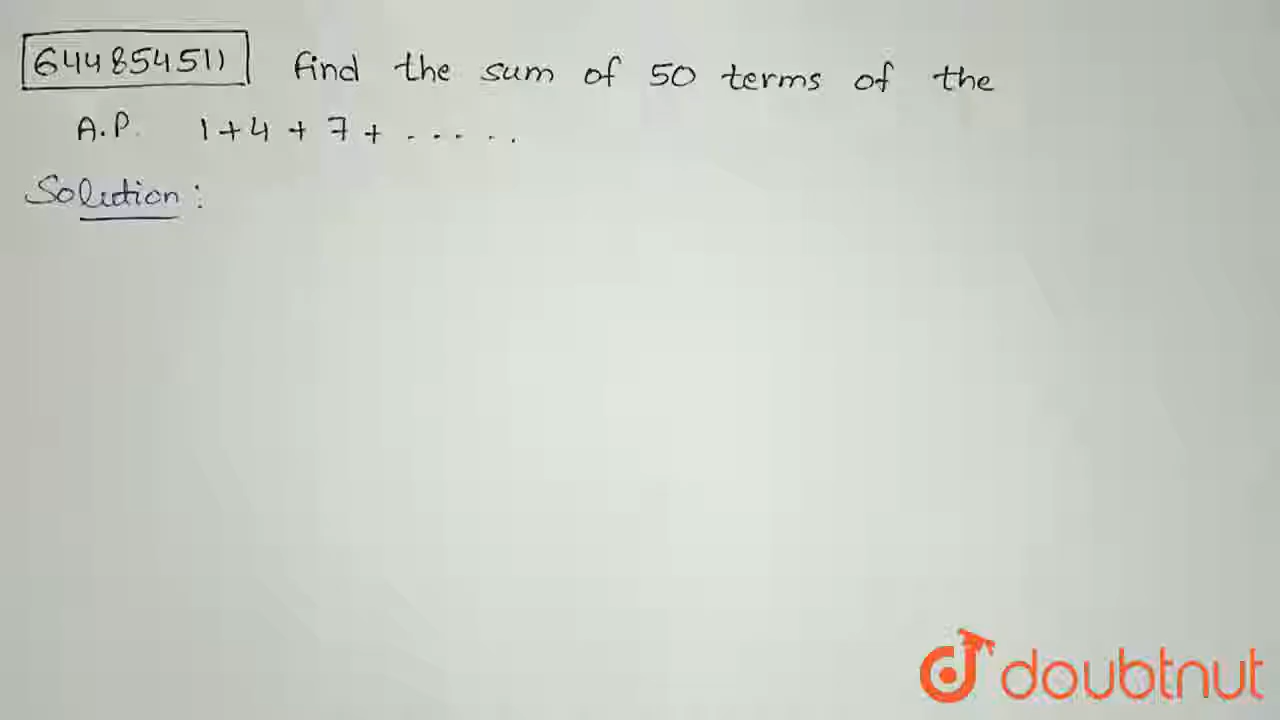 644854511 find the sum of 50 terms of the
A.P. 1 + 4 + 7 + .....
Solution :
doubtnut